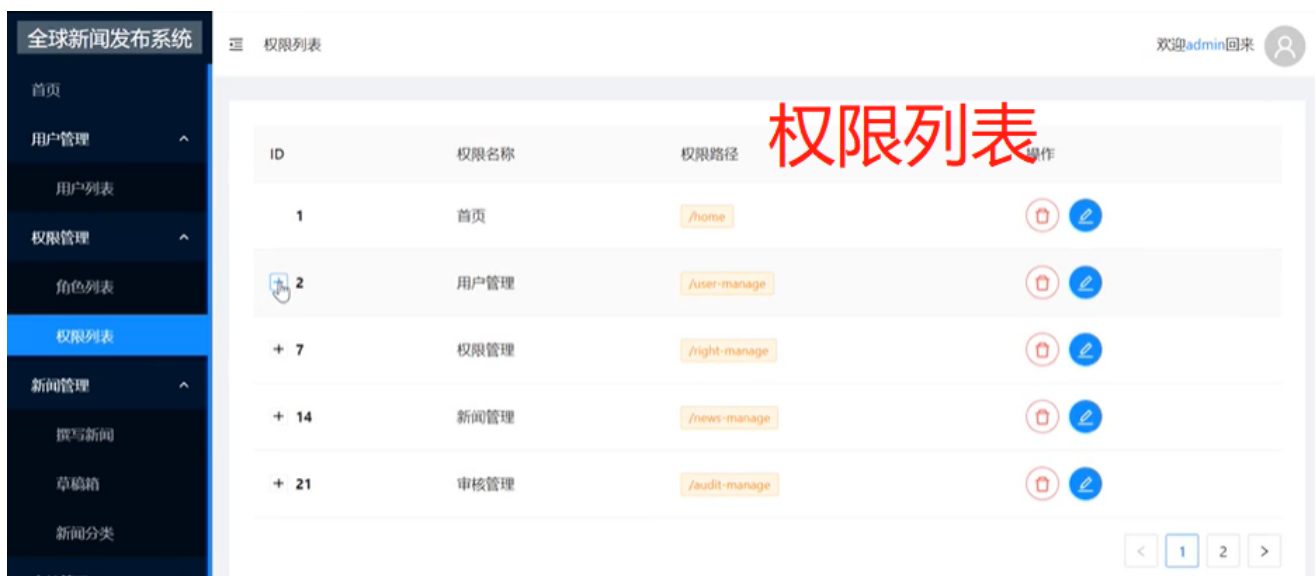 全球新闻发布系统
权限列表
欢迎admin回来
首页
用户管理
用户列表
权限管理
角色列表
权限列表
新闻管理
撰写新闻
草稿箱
新闻分类
权限列表
ID 权限名称 权限路径 操作
1 首页 /home
2 用户管理 /user-manage
7 权限管理 /right-manage
14 新闻管理 /news-manage
21 审核管理 /audit-manage
< 1 2 >